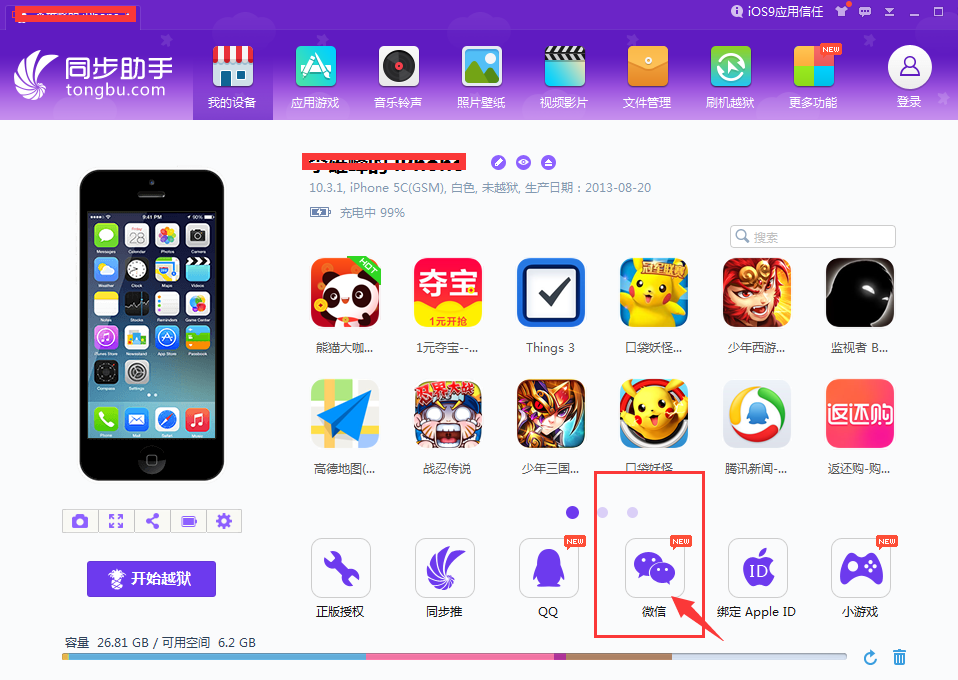 iOS9应用信任
同步助手
tongbu.com
我的设备
应用游戏
音乐铃声
照片壁纸
视频影片
文件管理
刷机越狱
NEW
更多功能
登录
10.3.1, iPhone 5C(GSM), 白色, 未越狱, 生产日期：2013-08-20
充电中 99%
搜索
9:41 PM
HOT
夺宝
1元开抢
熊猫大咖...
1元夺宝--...
Things 3
口袋妖怪...
少年西游...
监视者 B...
返还购
高德地图(...
战忍传说
少年三国...
口袋妖怪
腾讯新闻-...
返还购-购...
NEW
NEW
NEW
ID
正版授权
同步推
QQ
微信
绑定 Apple ID
小游戏
开始越狱
容量 26.81 GB / 可用空间 6.2 GB